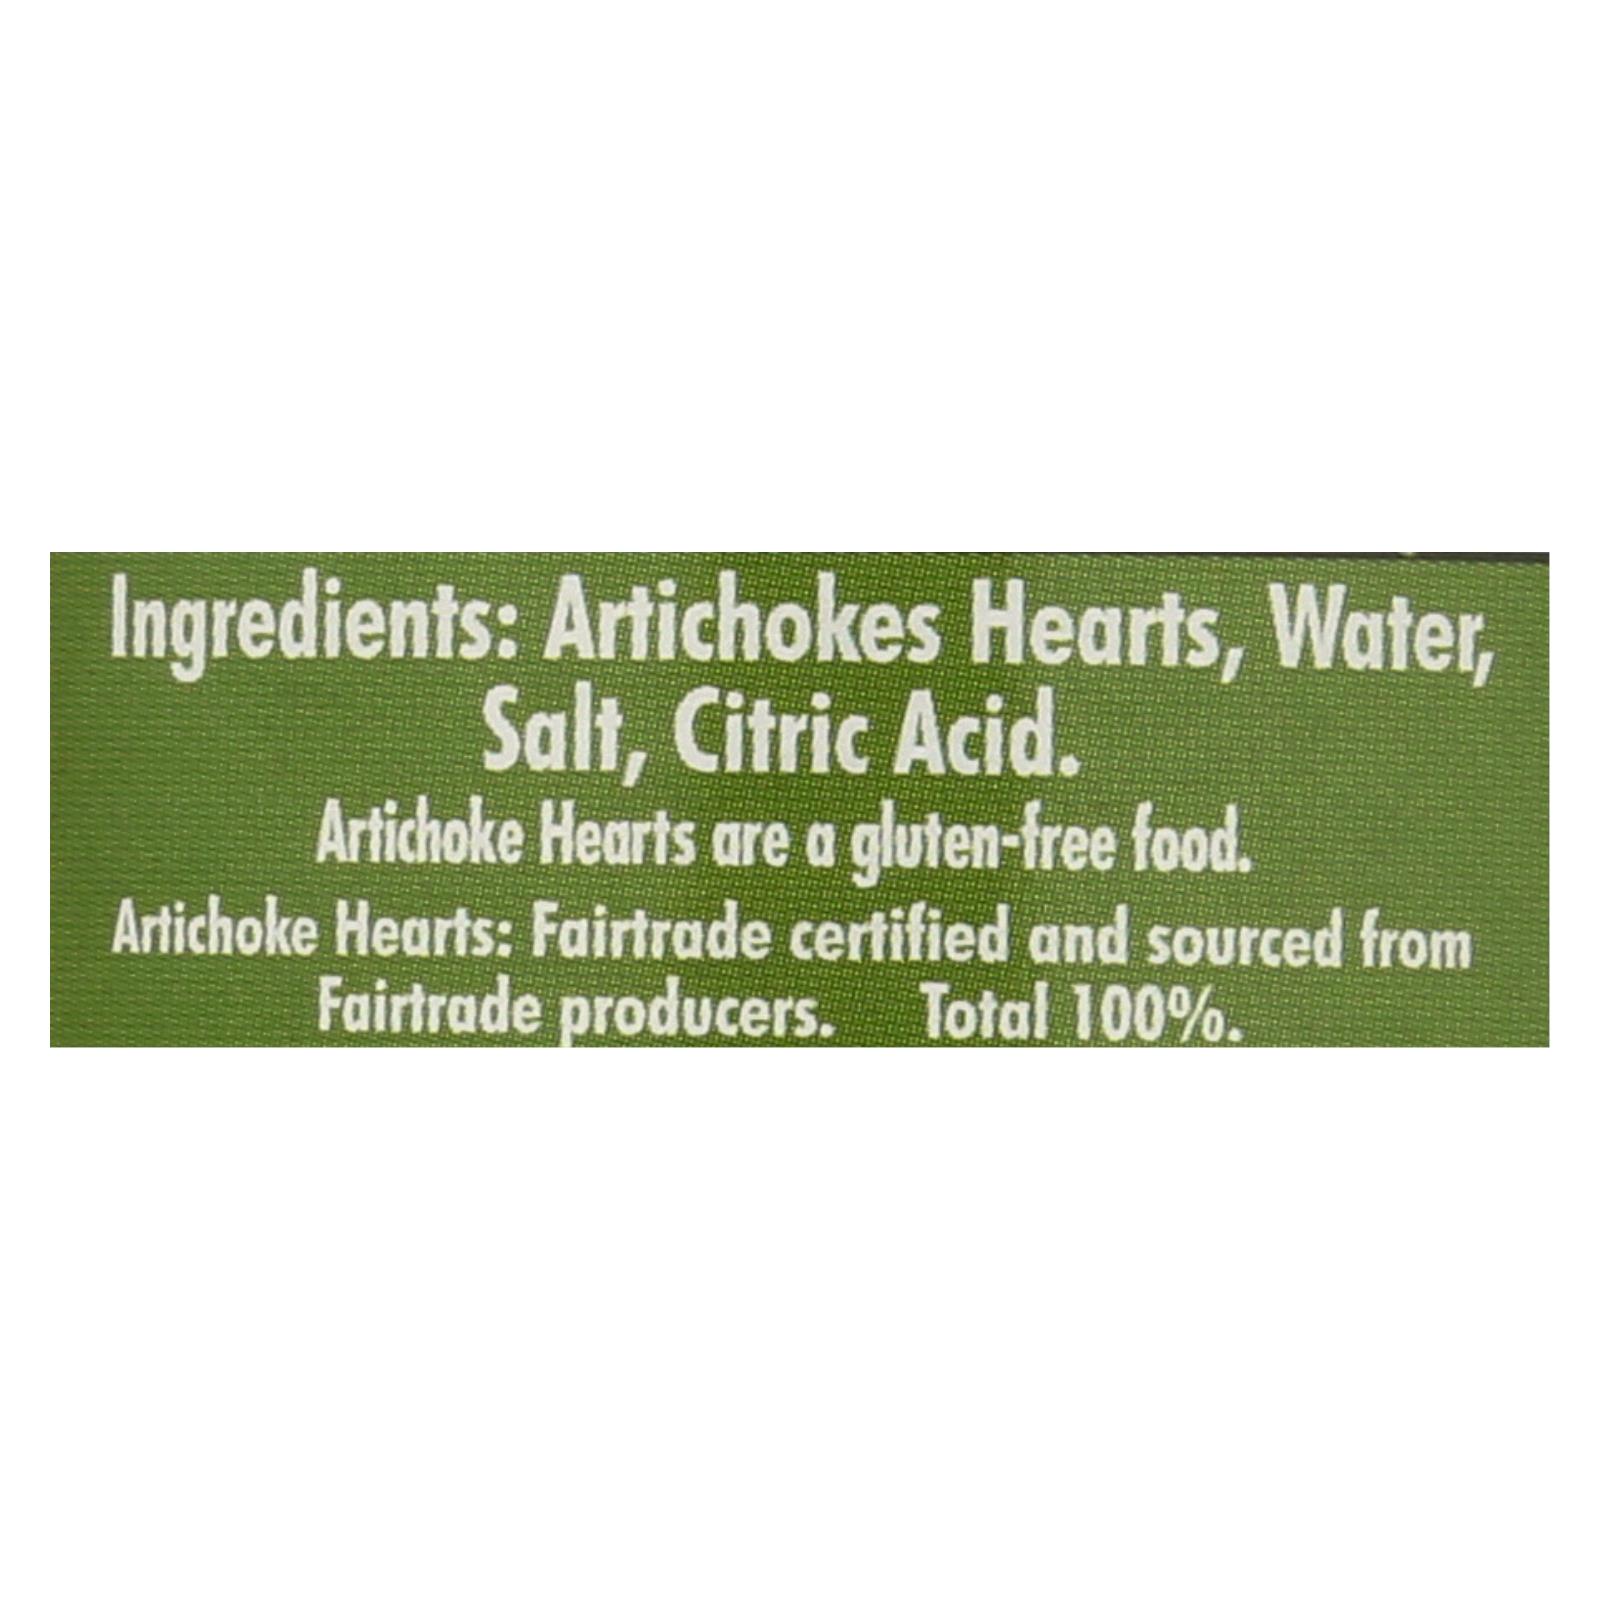 Ingredients: Artichokes Hearts, Water,
Salt, Citric Acid.
Artichoke Hearts are a gluten-free food.
Artichoke Hearts: Fairtrade certified and sourced from
Fairtrade producers. Total 100%.